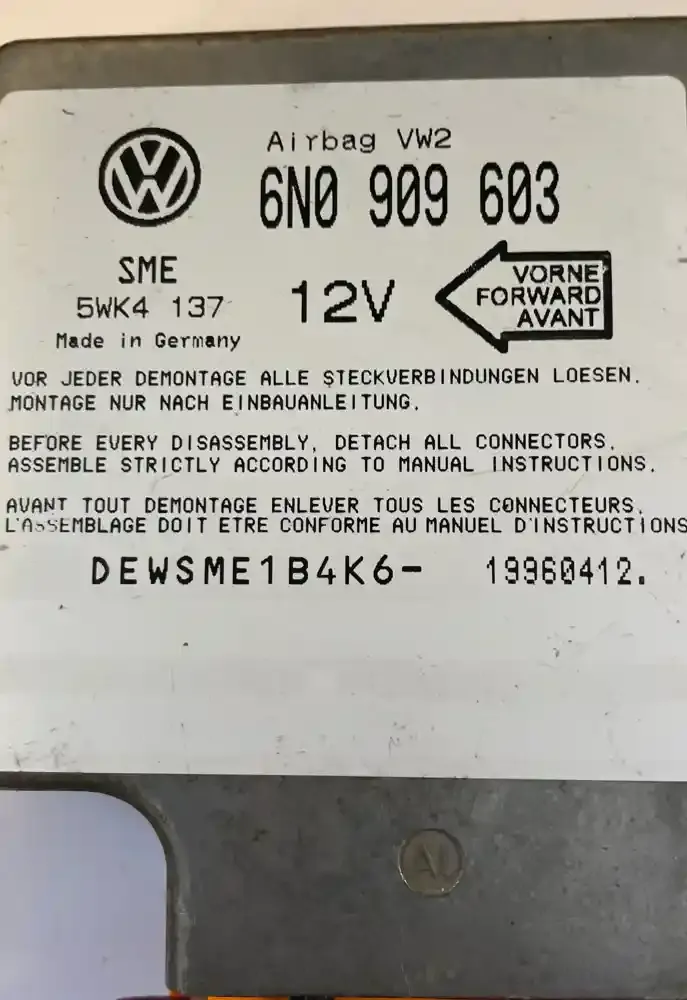 Airbag VW2
6N0 909 603
SME
5WK4 137
Made in Germany
12V
VORNE
FORWARD
AVANT
VOR JEDER DEMONTAGE ALLE STECKVERBINDUNGEN LOESEN.
MONTAGE NUR NACH EINBAUANLEITUNG.
BEFORE EVERY DISASSEMBLY, DETACH ALL CONNECTORS.
ASSEMBLE STRICTLY ACCORDING TO MANUAL INSTRUCTIONS.
AVANT TOUT DEMONTAGE ENLEVER TOUS LES CONNECTEURS.
L'ASSEMBLAGE DOIT ETRE CONFORME AU MANUEL D'INSTRUCTIONS
DEWSME1B4K6- 19960412.